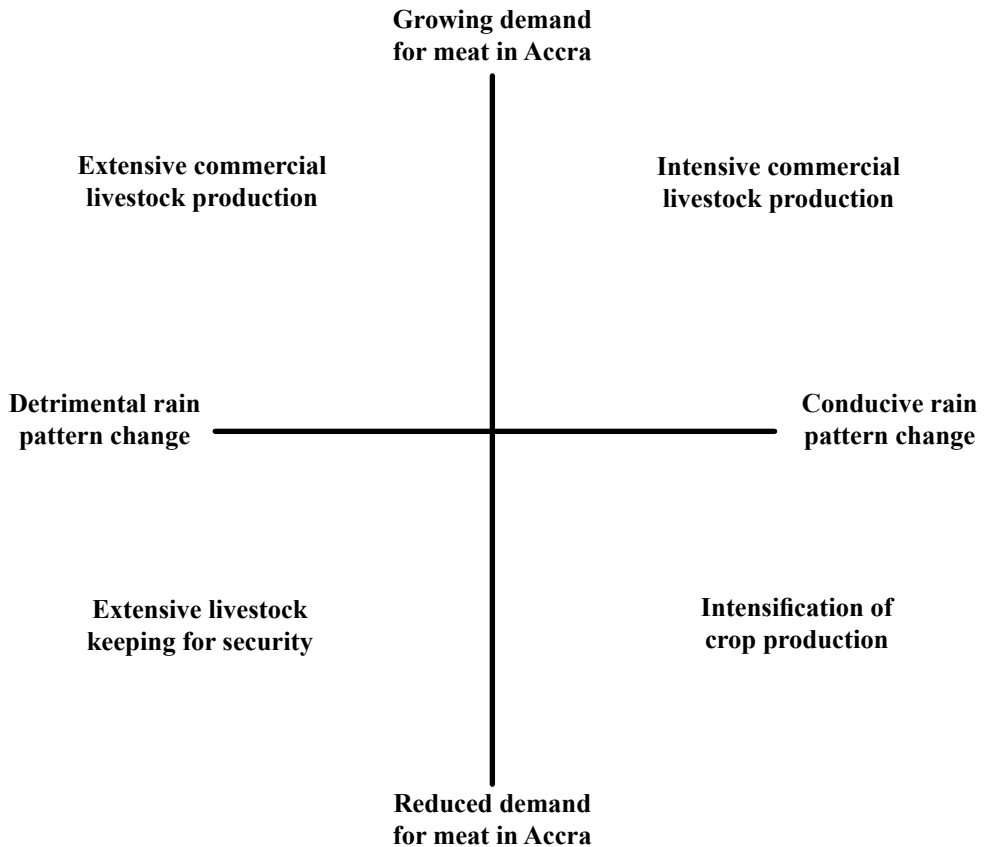 Growing demand
for meat in Accra
Extensive commercial
livestock production
Intensive commercial
livestock production
Detrimental rain
pattern change
Conducive rain
pattern change
Extensive livestock
keeping for security
Intensification of
crop production
Reduced demand
for meat in Accra